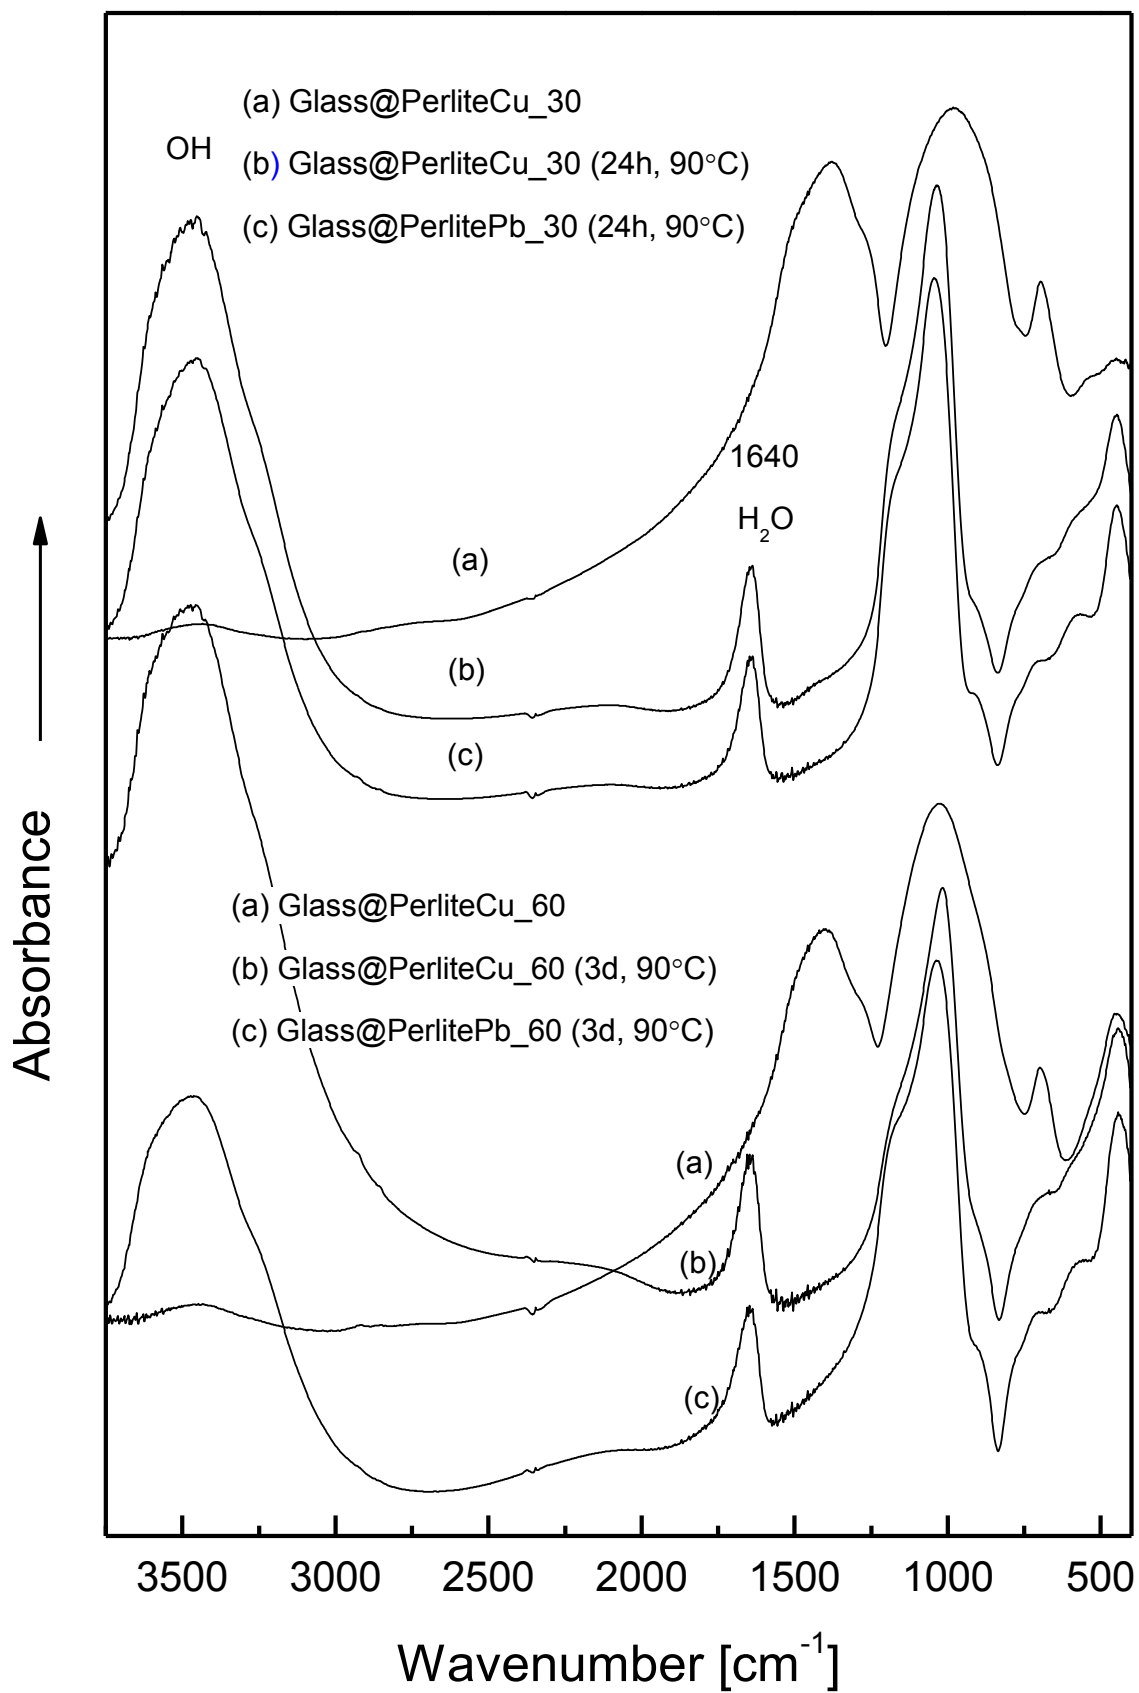 (a) Glass@PerliteCu_30
OH
(b) Glass@PerliteCu_30 (24h, 90°C)
(c) Glass@PerlitePb_30 (24h, 90°C)
1640
H₂O
(a)
(b)
(c)
(a) Glass@PerliteCu_60
(b) Glass@PerliteCu_60 (3d, 90°C)
(c) Glass@PerlitePb_60 (3d, 90°C)
(a)
(b)
(c)
Absorbance
3500 3000 2500 2000 1500 1000 500
Wavenumber [cm⁻¹]